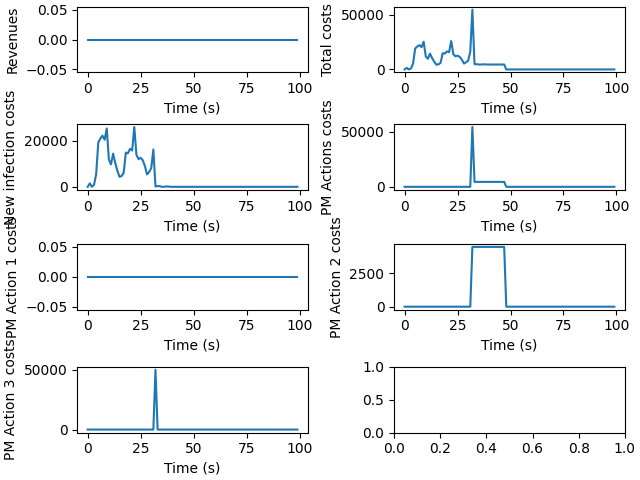 Revenues
0.05
0.00
−0.05
0 25 50 75 100
Time (s)
Total costs
50000
0
0 25 50 75 100
Time (s)
New infection costs
20000
0
0 25 50 75 100
Time (s)
PM Actions costs
50000
0
0 25 50 75 100
Time (s)
PM Action 1 costs
0.05
0.00
−0.05
0 25 50 75 100
Time (s)
PM Action 2 costs
2500
0
0 25 50 75 100
Time (s)
PM Action 3 costs
50000
0
0 25 50 75 100
Time (s)
1.0
0.5
0.0
0.0 0.2 0.4 0.6 0.8 1.0